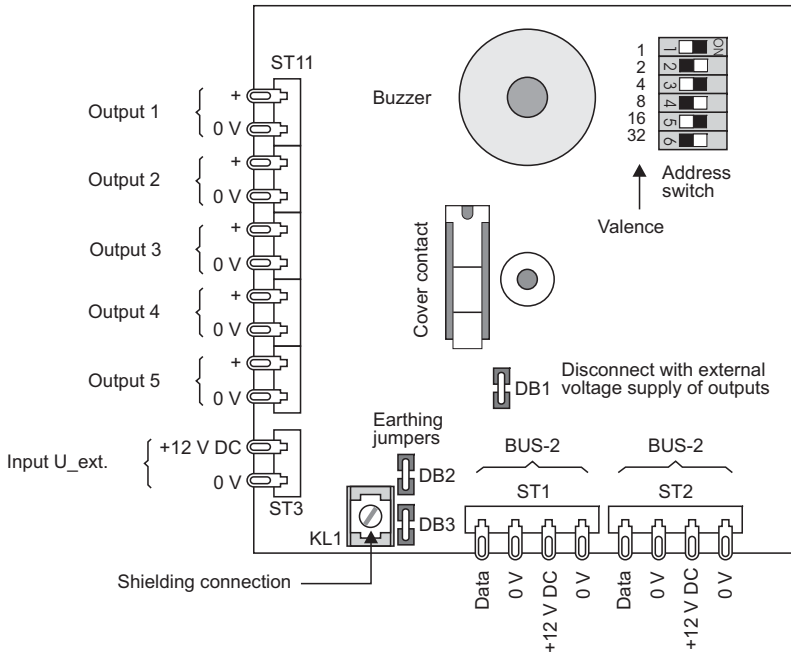 ST11
Output 1
+
0 V
Output 2
+
0 V
Output 3
+
0 V
Output 4
+
0 V
Output 5
+
0 V
Input U_ext.
+12 V DC
0 V
ST3
Buzzer
1
2
4
8
16
32
ON
1
2
3
4
5
6
Address
switch
Valence
Cover contact
DB1
Disconnect with external
voltage supply of outputs
Earthing
jumpers
DB2
DB3
KL1
Shielding connection
BUS-2
ST1
Data
0 V
+12 V DC
0 V
BUS-2
ST2
Data
0 V
+12 V DC
0 V